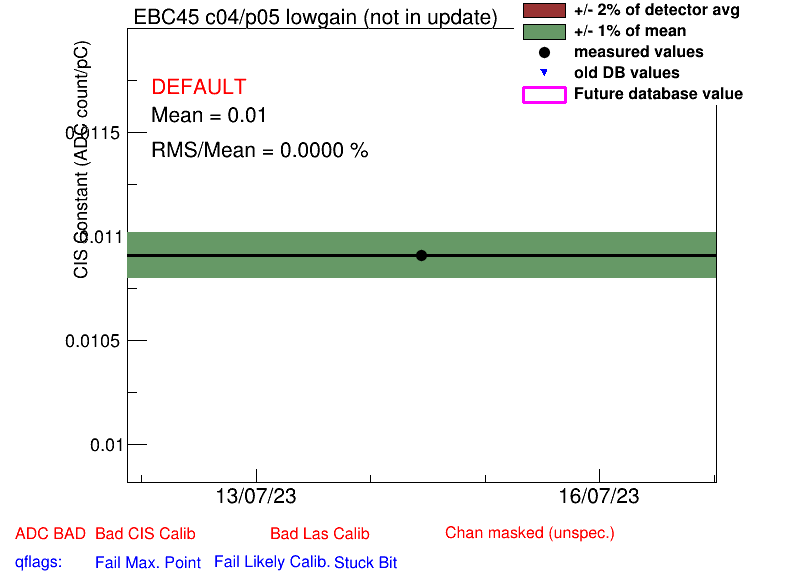 EBC45 c04/p05 lowgain (not in update)
+/- 2% of detector avg
+/- 1% of mean
measured values
old DB values
Future database value
DEFAULT
Mean = 0.01
RMS/Mean = 0.0000 %
CIS Constant (ADC count/pC)
0.0115
0.011
0.0105
0.01
13/07/23 16/07/23
ADC BAD Bad CIS Calib Bad Las Calib Chan masked (unspec.)
qflags: Fail Max. Point Fail Likely Calib. Stuck Bit